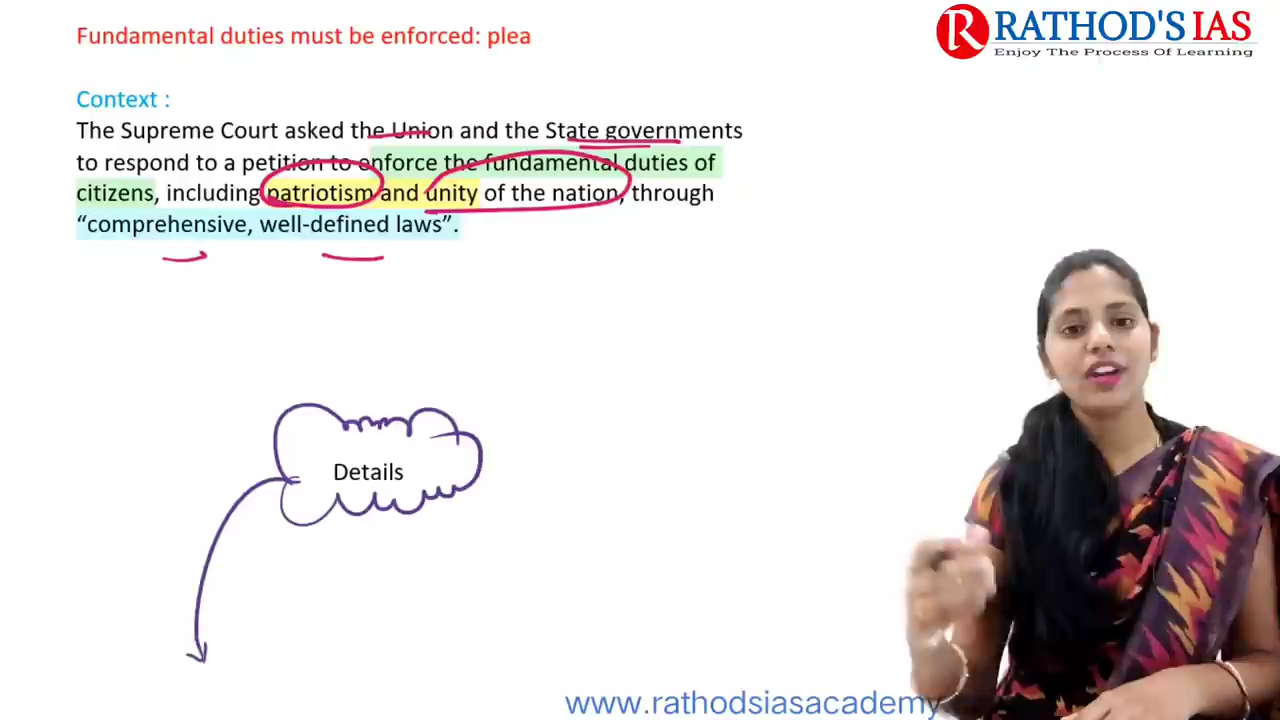 Fundamental duties must be enforced: plea
RATHOD'S IAS
Enjoy The Process Of Learning
Context :
The Supreme Court asked the Union and the State governments
to respond to a petition to enforce the fundamental duties of
citizens, including patriotism and unity of the nation, through
“comprehensive, well-defined laws”.
Details
www.rathodsiasacademy